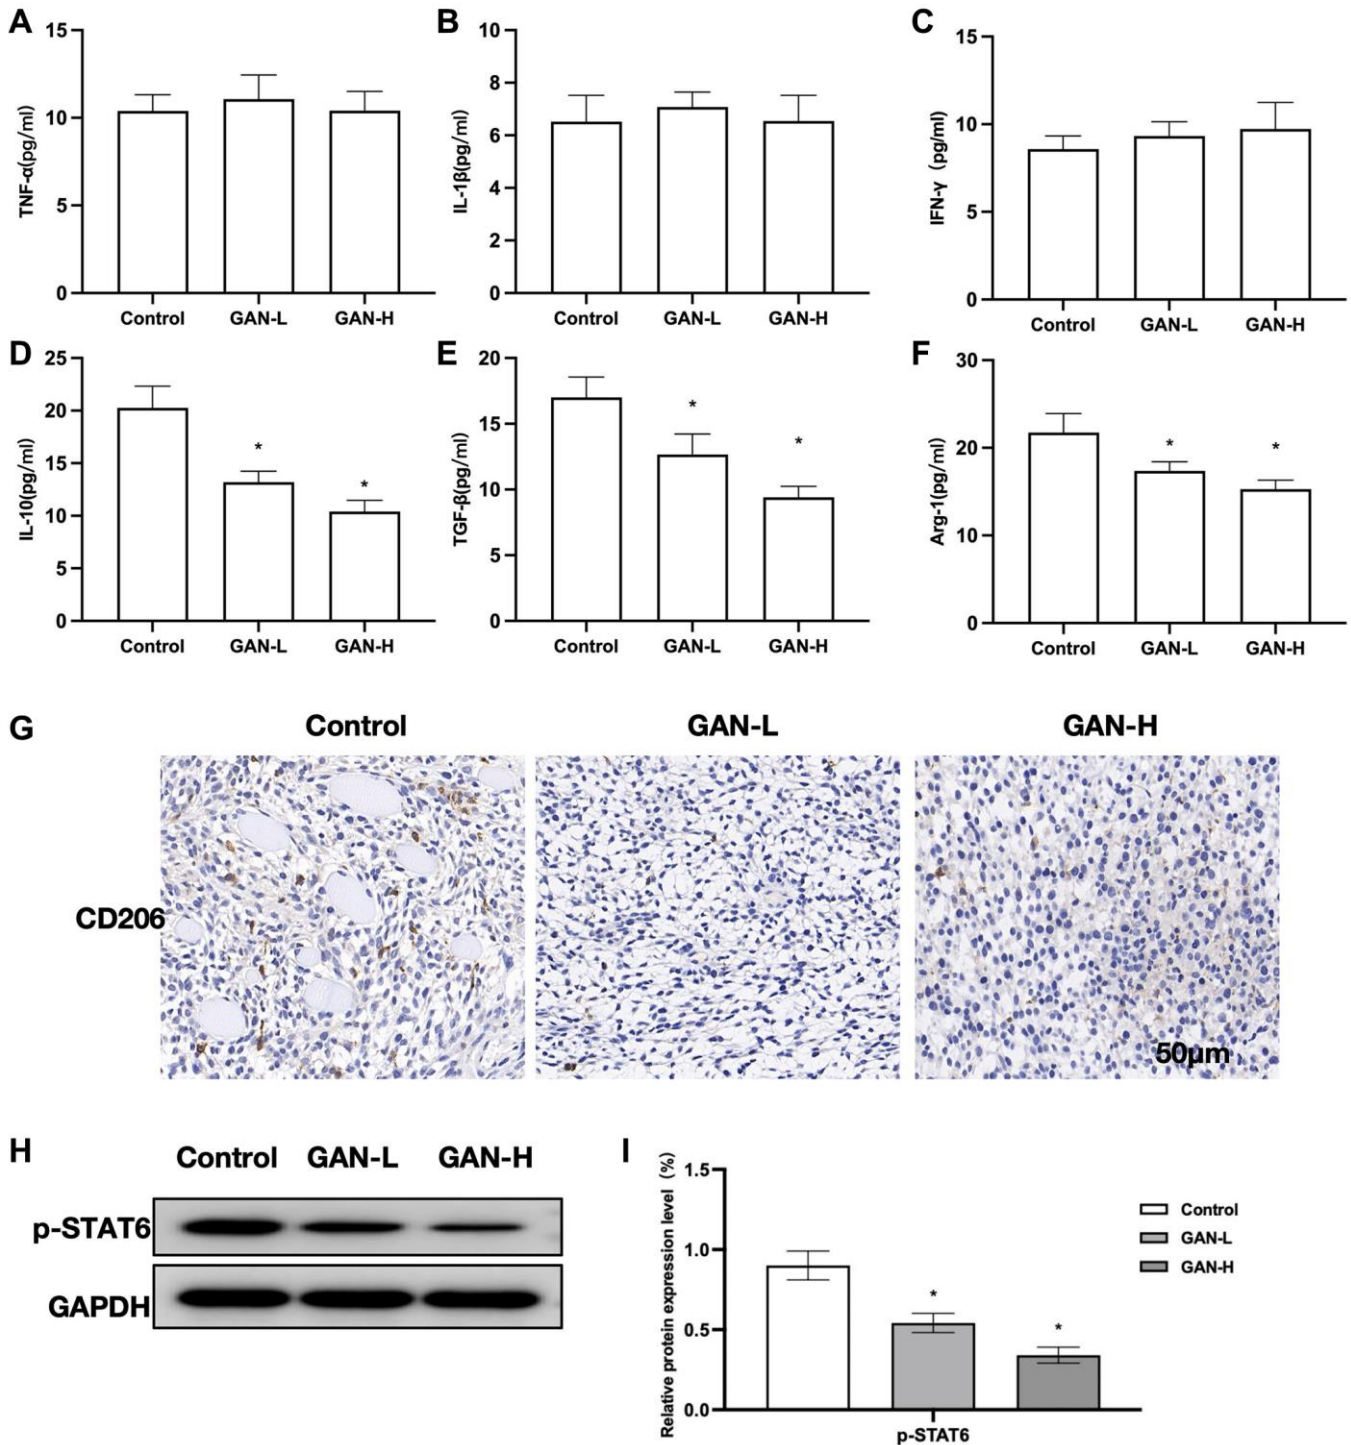 A
15
10
5
0
TNF-α(pg/ml)
Control GAN-L GAN-H
B
10
8
6
4
2
0
IL-1β(pg/ml)
Control GAN-L GAN-H
C
15
10
5
0
IFN-γ (pg/ml)
Control GAN-L GAN-H
D
25
20
15
10
5
0
IL-10(pg/ml)
* *
Control GAN-L GAN-H
E
20
15
10
5
0
TGF-β(pg/ml)
* *
Control GAN-L GAN-H
F
30
20
10
0
Arg-1(pg/ml)
* *
Control GAN-L GAN-H
G
Control GAN-L GAN-H
CD206
50μm
H
Control GAN-L GAN-H
p-STAT6
GAPDH
I
1.5
1.0
0.5
0.0
Relative protein expression level (%)
* *
p-STAT6
Control
GAN-L
GAN-H